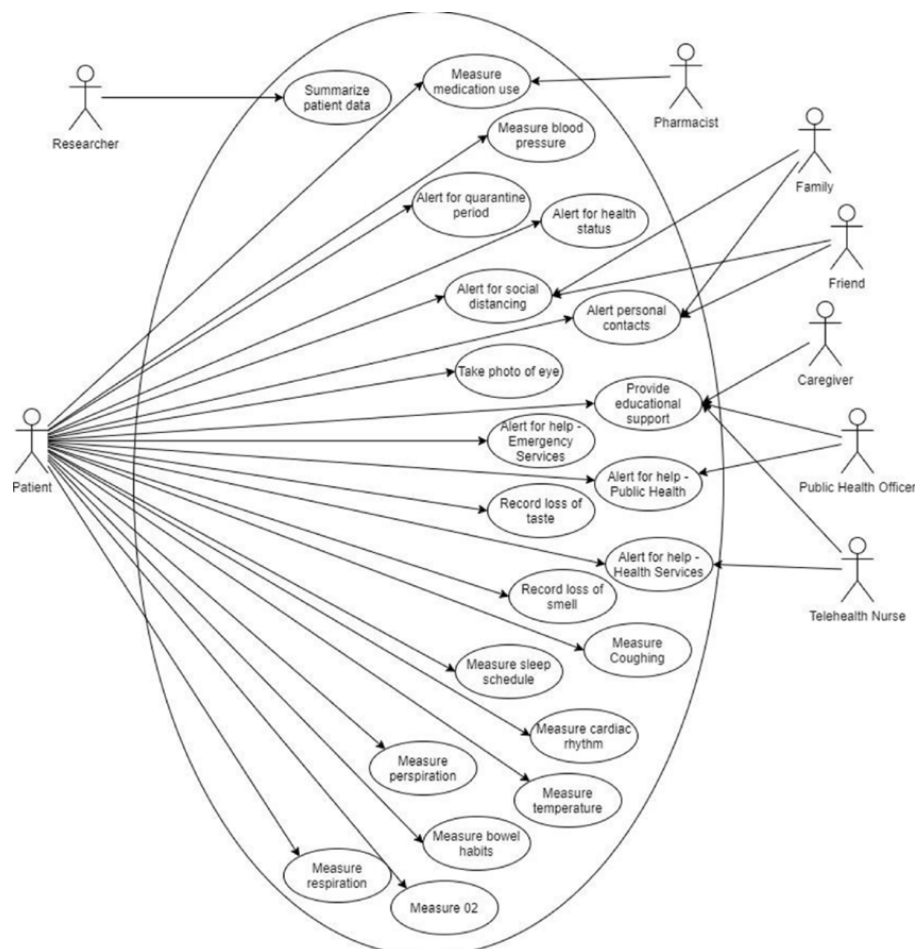 Summarize
patient data
Measure
medication use
Researcher
Pharmacist
Measure blood
pressure
Family
Alert for quarantine
period
Alert for health
status
Friend
Alert for social
distancing
Alert personal
contacts
Take photo of eye
Caregiver
Provide
educational
support
Patient
Alert for help -
Emergency Services
Alert for help -
Public Health
Public Health Officer
Record loss of
taste
Alert for help -
Health Services
Record loss of
smell
Telehealth Nurse
Measure
Coughing
Measure sleep
schedule
Measure cardiac
rhythm
Measure
perspiration
Measure
temperature
Measure bowel
habits
Measure
respiration
Measure 02